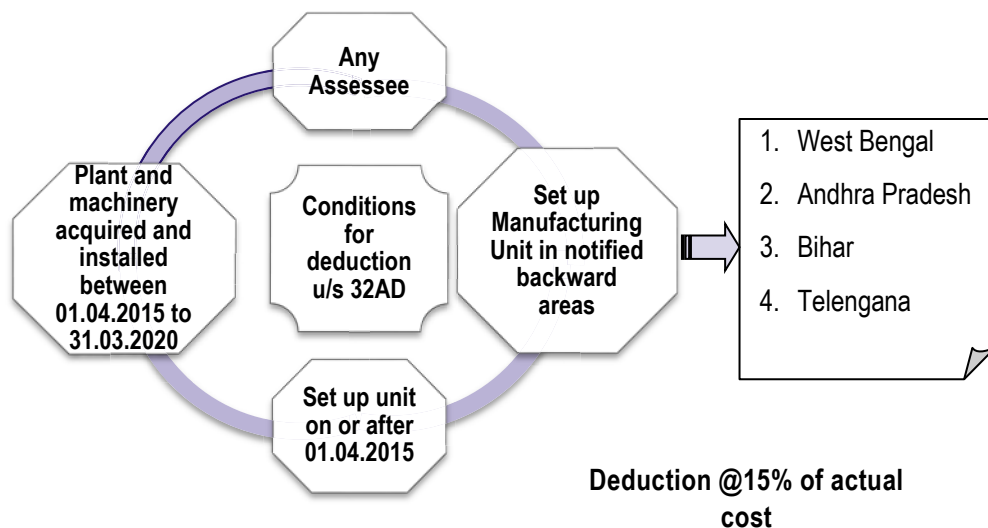 Any
Assessee
Plant and
machinery
acquired and
installed
between
01.04.2015 to
31.03.2020
Conditions
for
deduction
u/s 32AD
Set up
Manufacturing
Unit in notified
backward
areas
Set up unit
on or after
01.04.2015
1. West Bengal
2. Andhra Pradesh
3. Bihar
4. Telengana
Deduction @15% of actual
cost